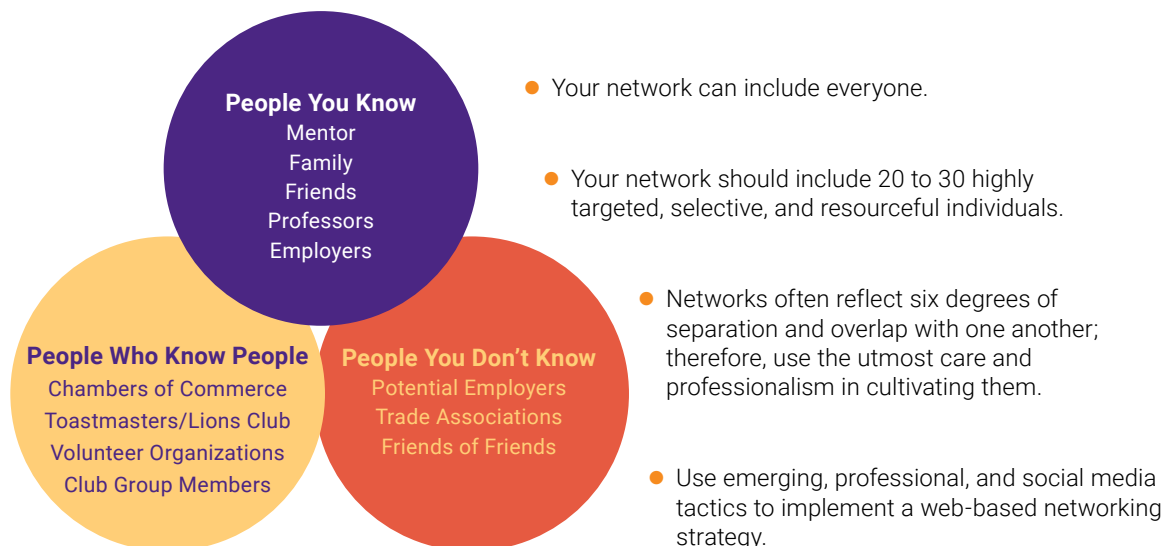 People You Know
Mentor
Family
Friends
Professors
Employers
People Who Know People
Chambers of Commerce
Toastmasters/Lions Club
Volunteer Organizations
Club Group Members
People You Don’t Know
Potential Employers
Trade Associations
Friends of Friends
Your network can include everyone.
Your network should include 20 to 30 highly
targeted, selective, and resourceful individuals.
Networks often reflect six degrees of
separation and overlap with one another;
therefore, use the utmost care and
professionalism in cultivating them.
Use emerging, professional, and social media
tactics to implement a web-based networking
strategy.